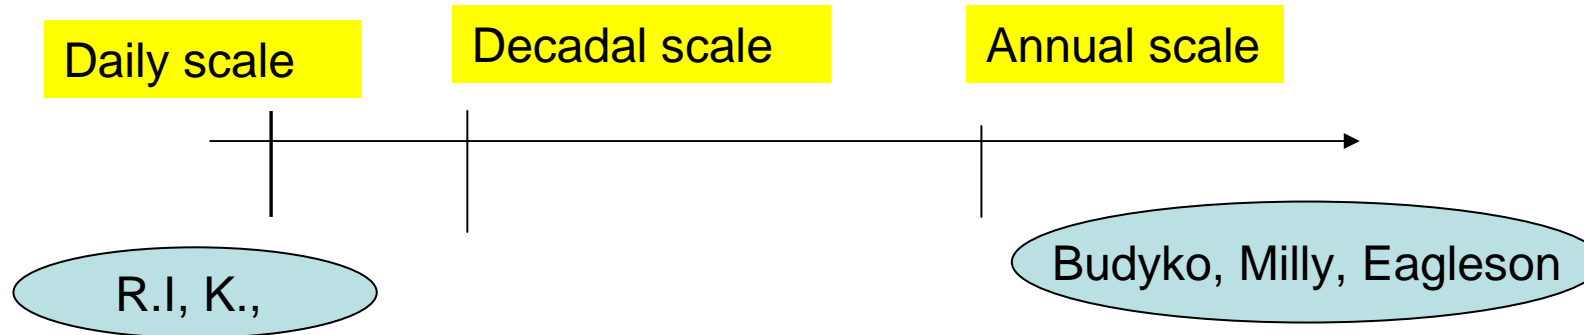 Daily scale
Decadal scale
Annual scale
R.I, K.,
Budyko, Milly, Eagleson